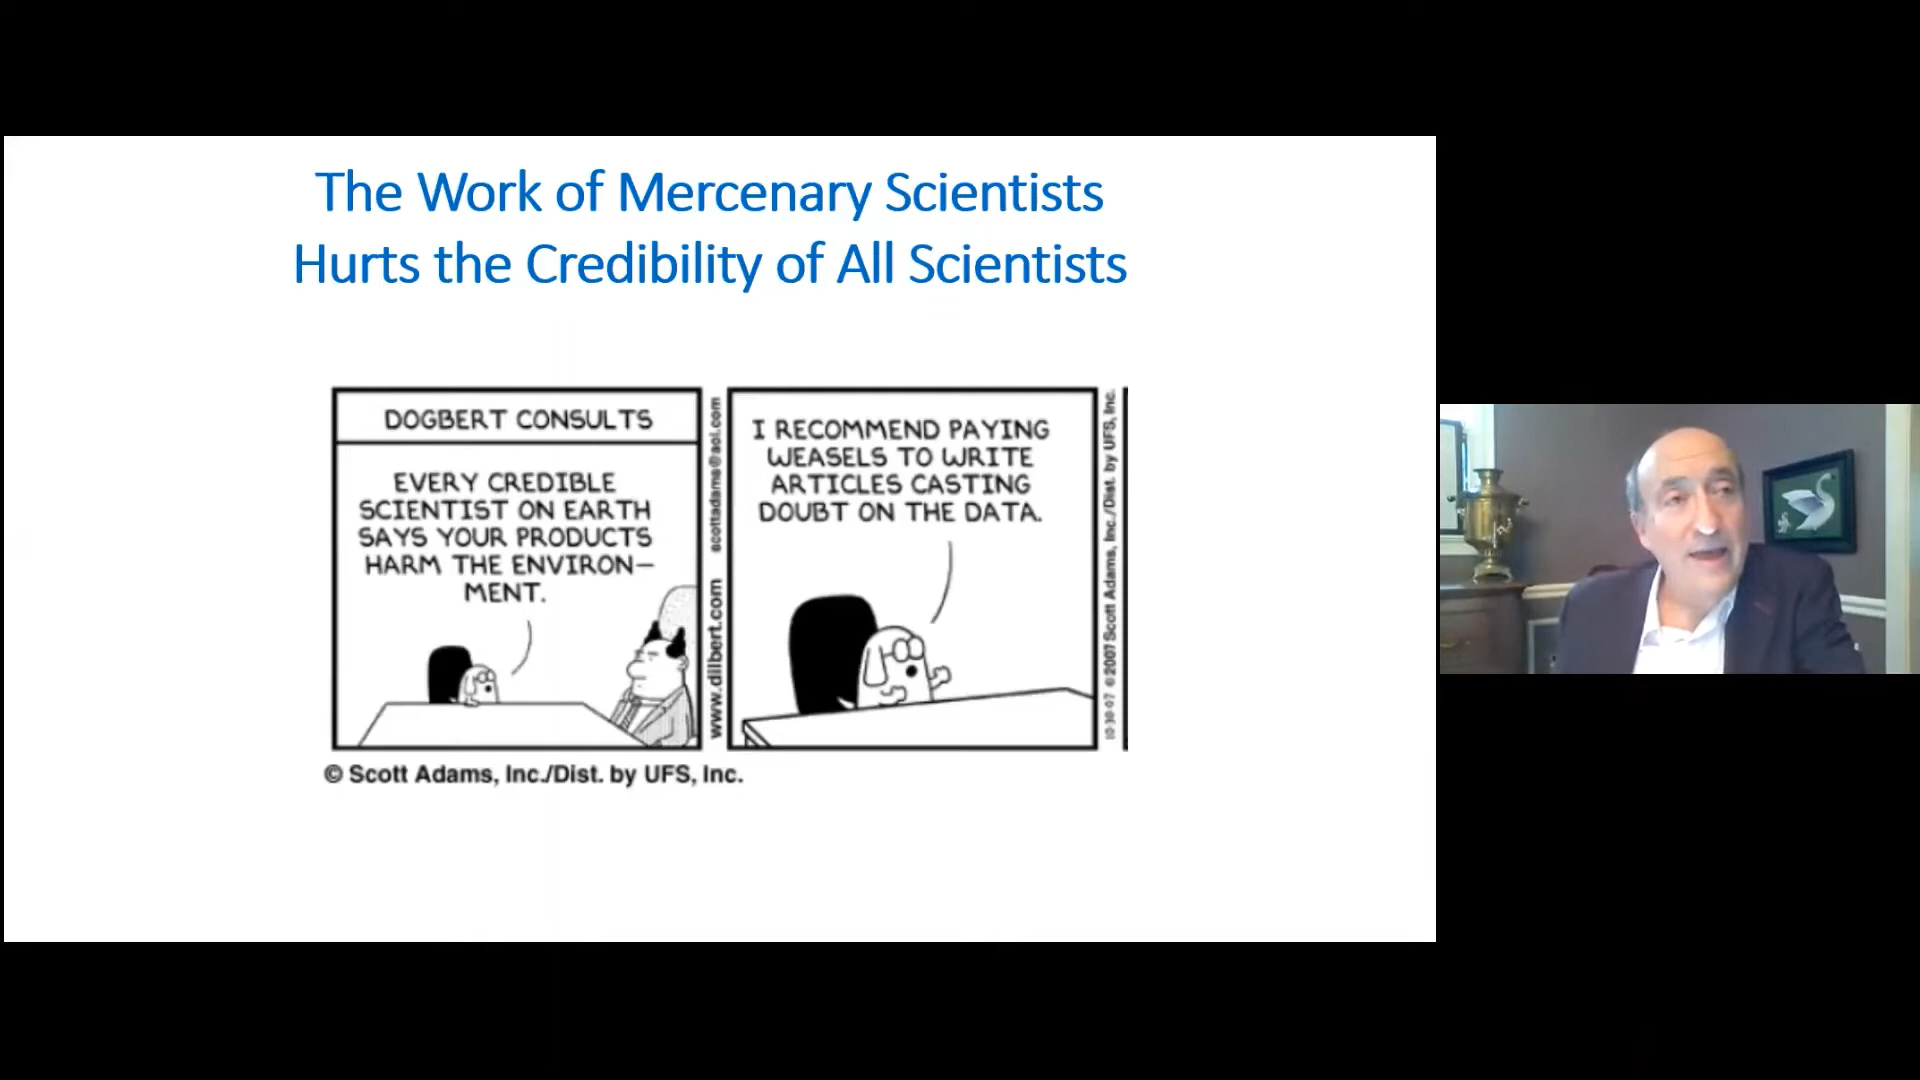 The Work of Mercenary Scientists
Hurts the Credibility of All Scientists
DOGBERT CONSULTS
EVERY CREDIBLE
SCIENTIST ON EARTH
SAYS YOUR PRODUCTS
HARM THE ENVIRON-
MENT.
www.dilbert.com scottadams@aol.com
I RECOMMEND PAYING
WEASELS TO WRITE
ARTICLES CASTING
DOUBT ON THE DATA.
10-30-07 ©2007 Scott Adams, Inc./Dist. by UFS, Inc.
© Scott Adams, Inc./Dist. by UFS, Inc.